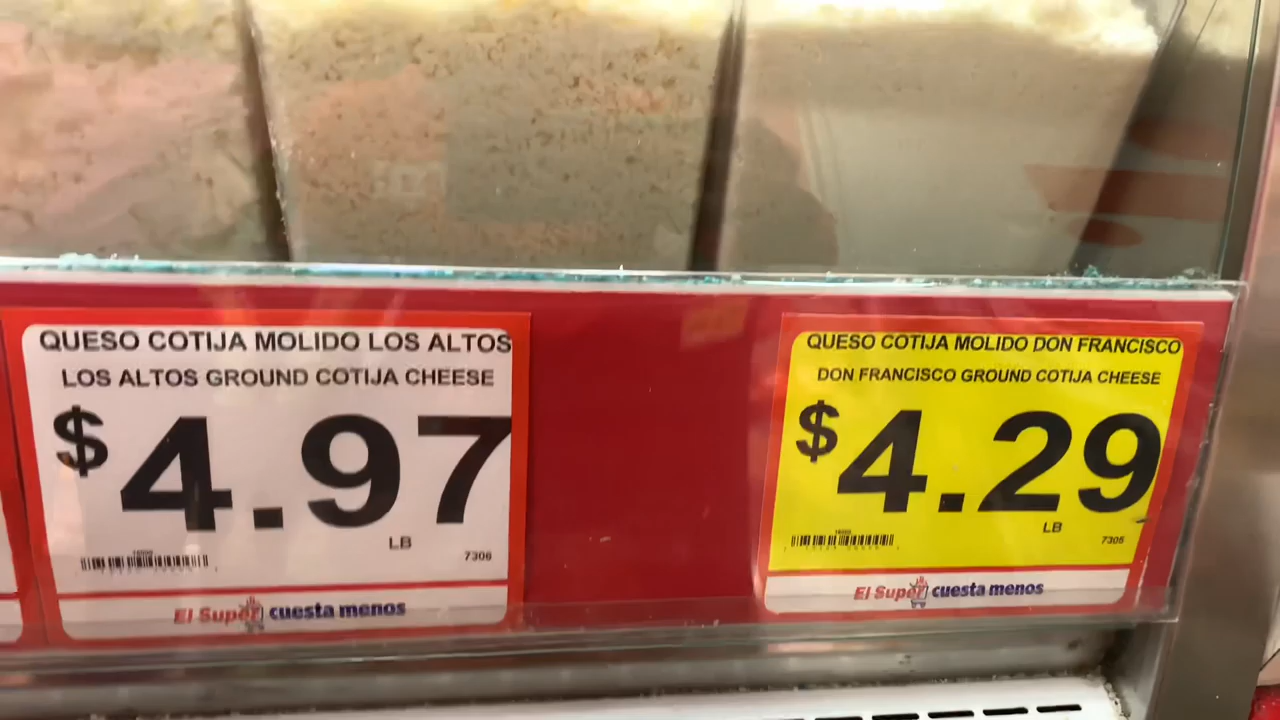 QUESO COTIJA MOLIDO LOS ALTOS
LOS ALTOS GROUND COTIJA CHEESE
$4.97
LB
7306
El Super cuesta menos
QUESO COTIJA MOLIDO DON FRANCISCO
DON FRANCISCO GROUND COTIJA CHEESE
$4.29
LB
7305
El Super cuesta menos